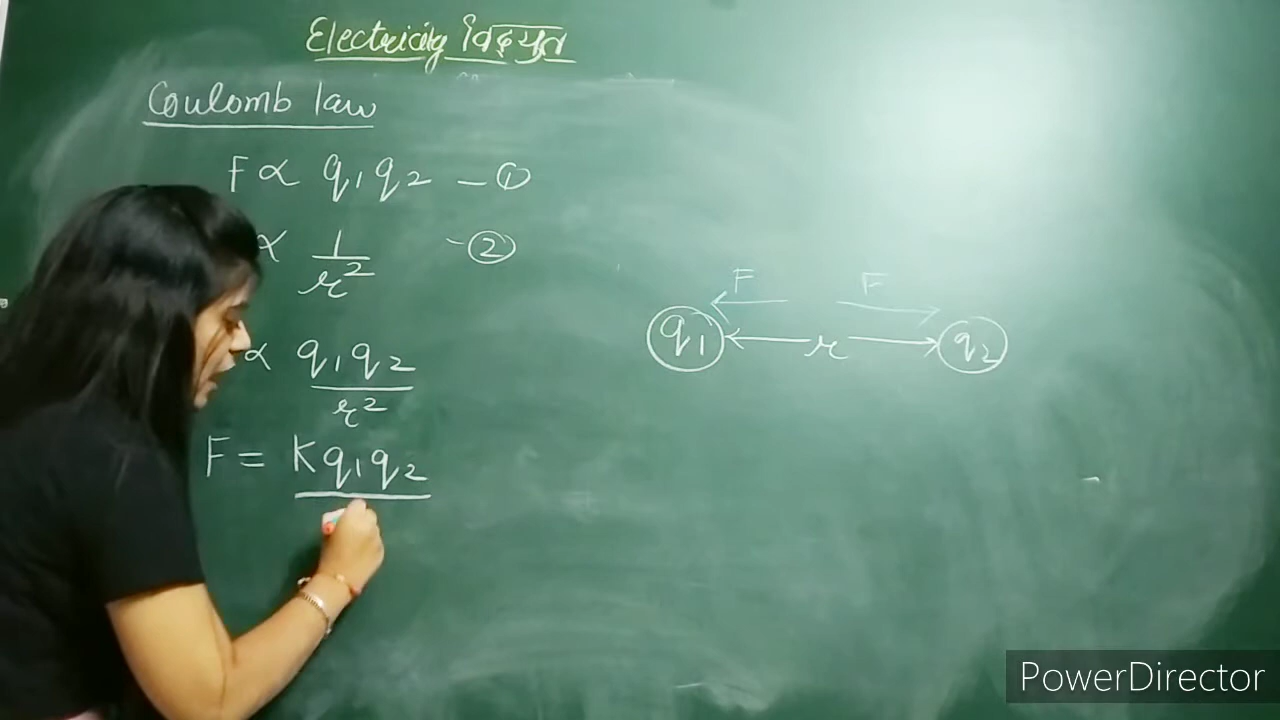 Electricity विद्युत
Coulomb law
F ∝ q1q2 — ①
∝ 1/r² - ②
∝ q1q2/r²
F = Kq1q2
F F
q1 r q2
PowerDirector